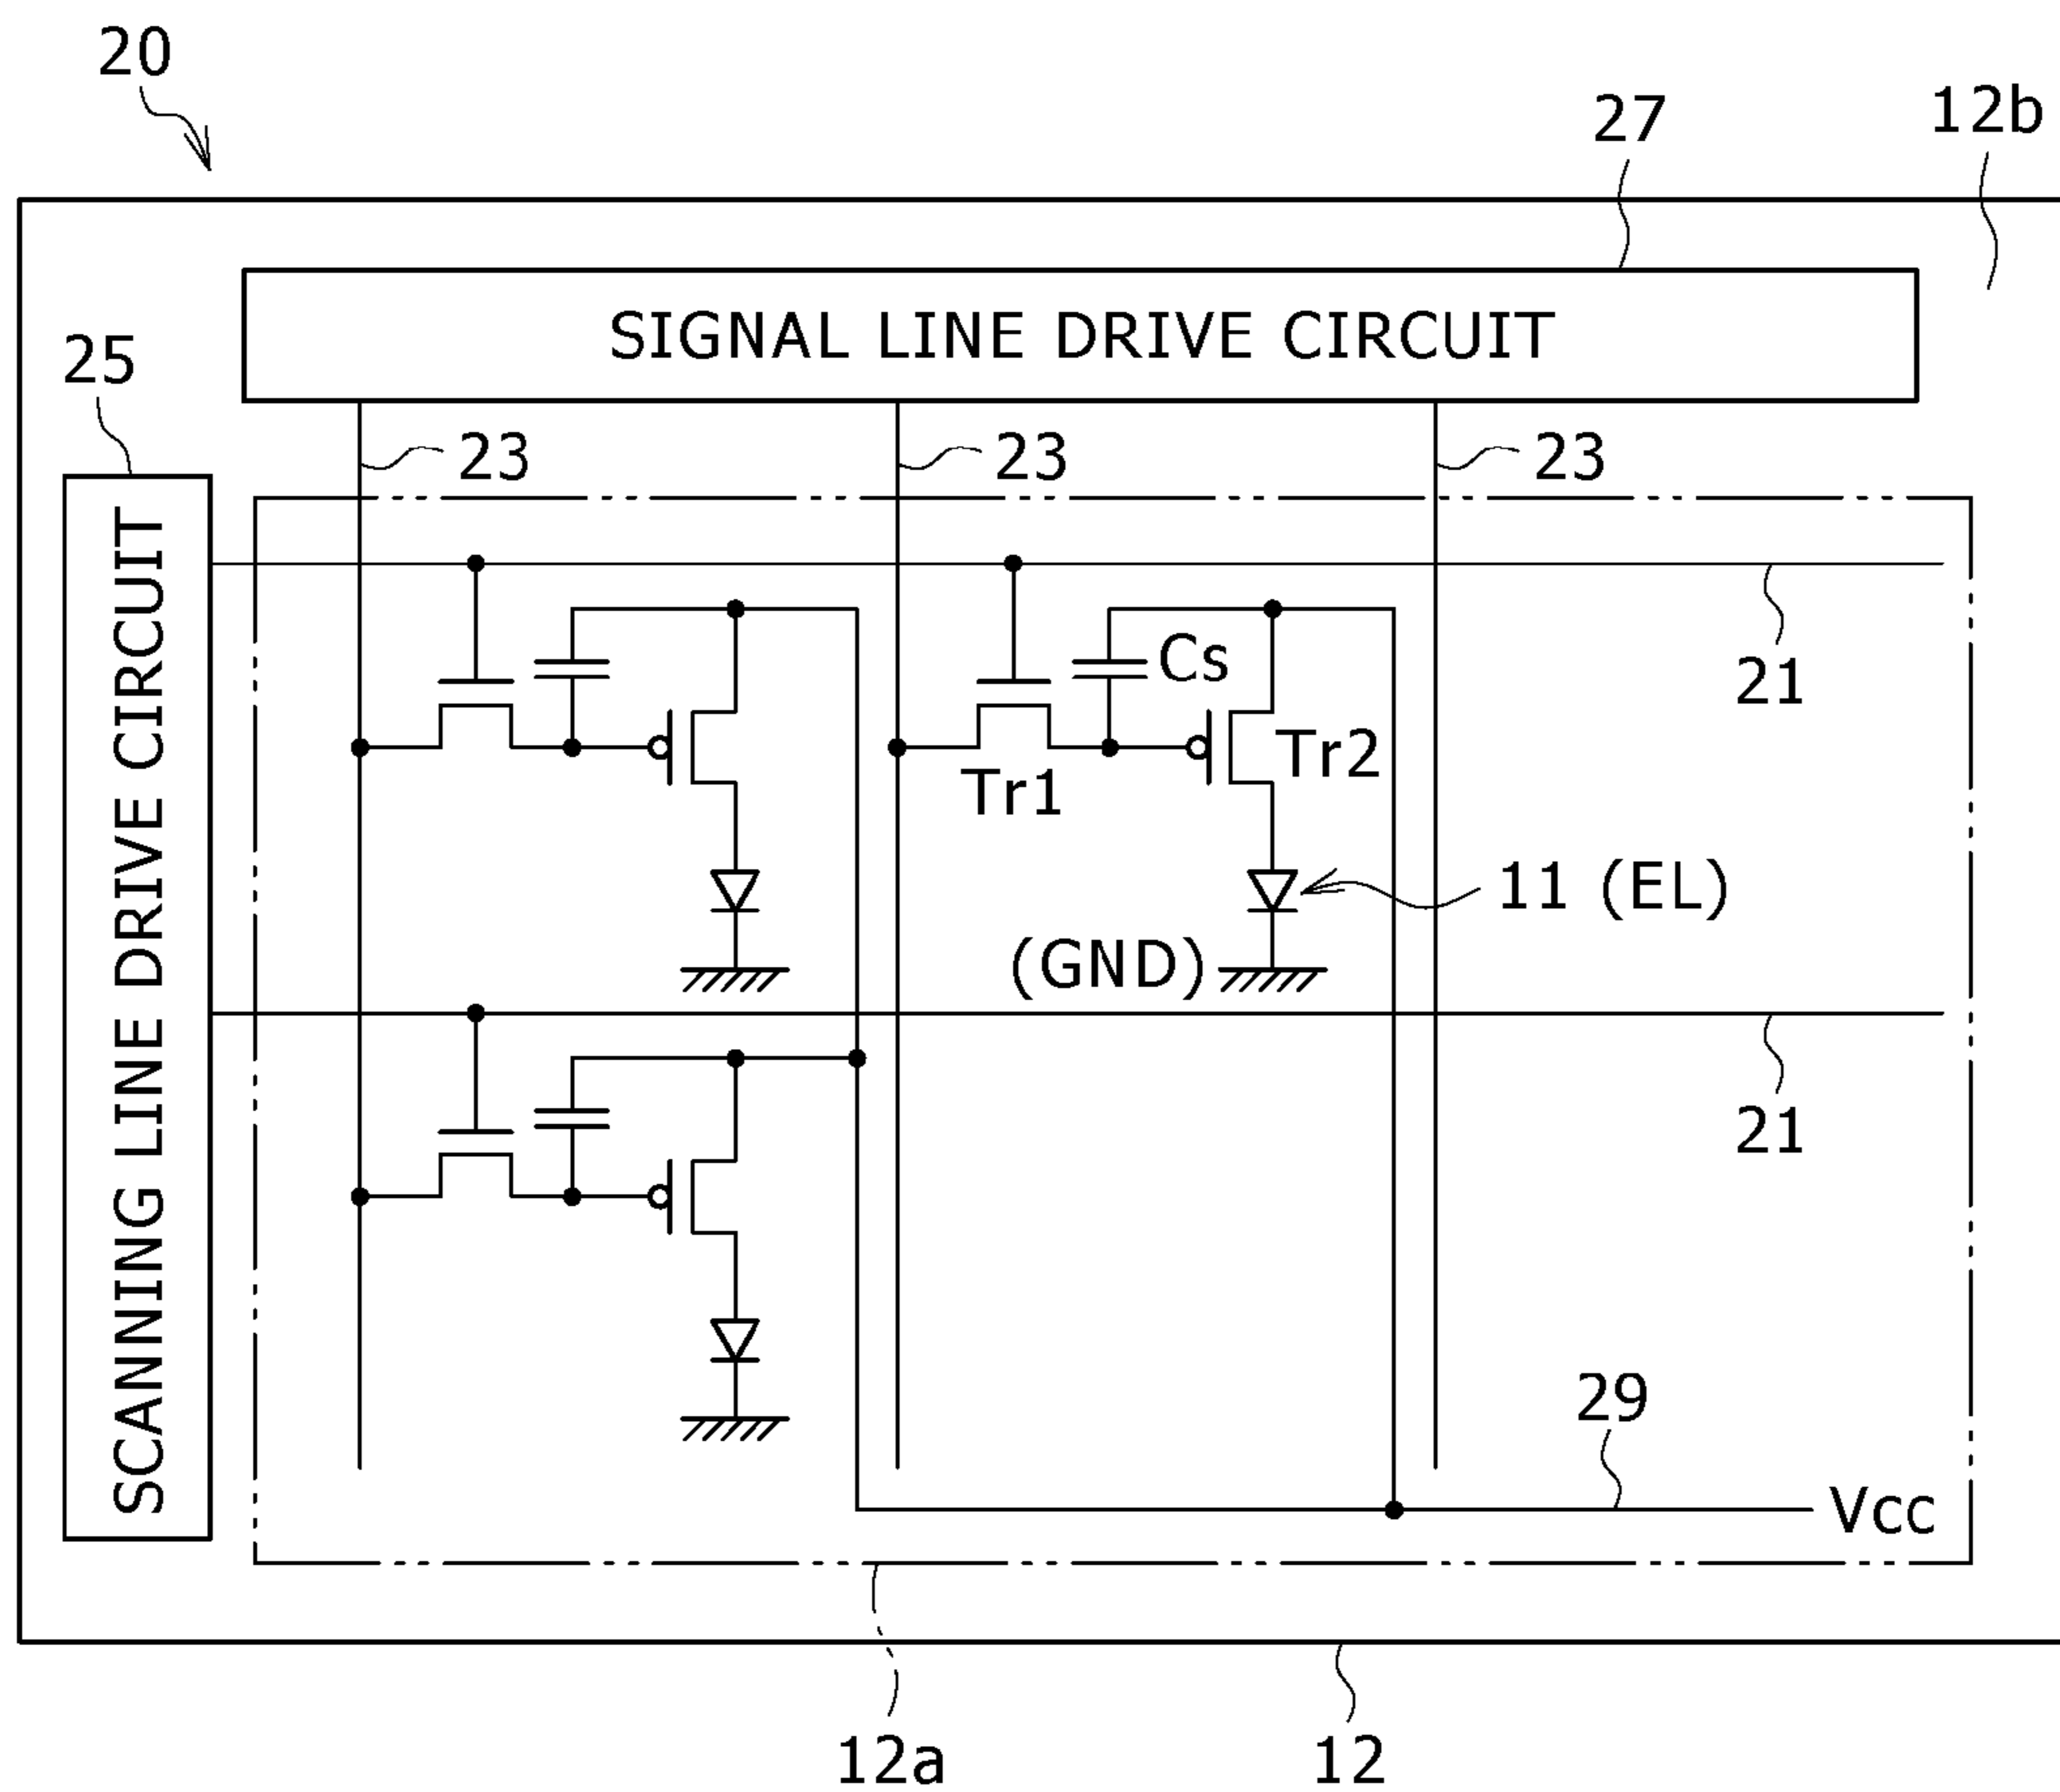 20
27
12b
SIGNAL LINE DRIVE CIRCUIT
25
23
23
23
SCANNING LINE DRIVE CIRCUIT
Cs
21
Tr1
Tr2
11 (EL)
(GND)
21
29
Vcc
12a
12